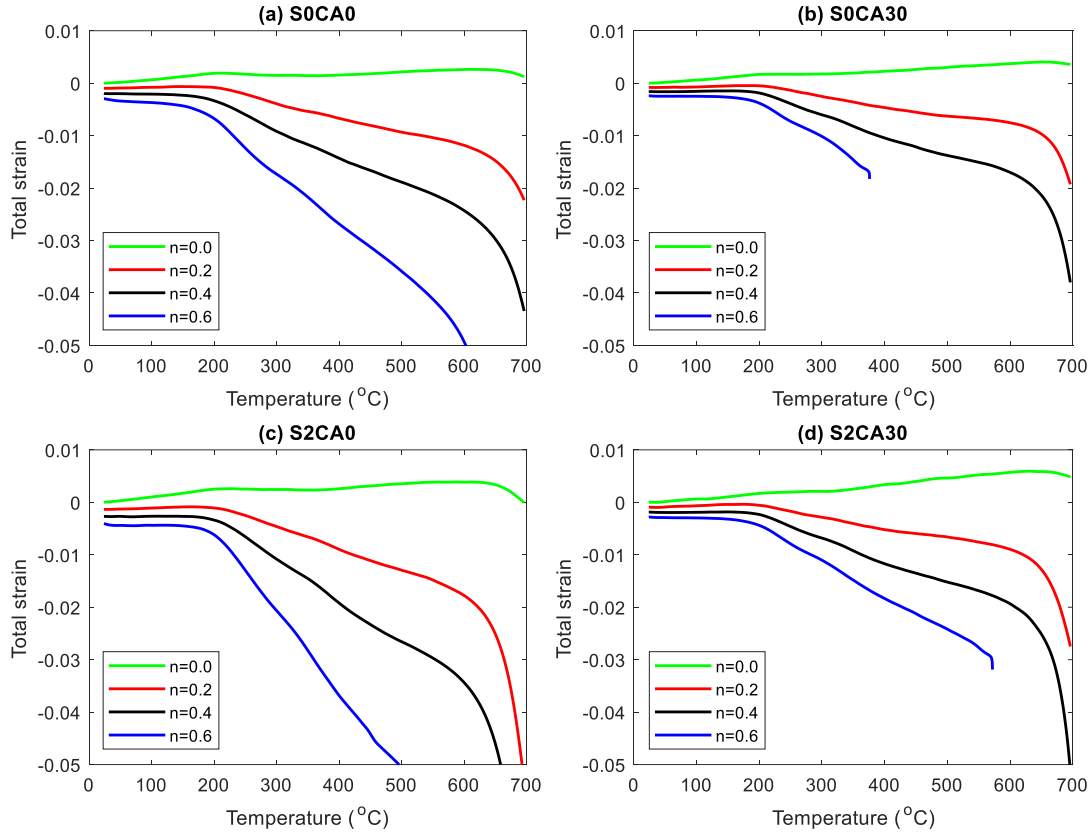 (a) S0CA0
0.01
0
-0.01
-0.02
-0.03
-0.04
-0.05
Total strain
n=0.0
n=0.2
n=0.4
n=0.6
0 100 200 300 400 500 600 700
Temperature (°C)
(b) S0CA30
0.01
0
-0.01
-0.02
-0.03
-0.04
-0.05
Total strain
n=0.0
n=0.2
n=0.4
n=0.6
0 100 200 300 400 500 600 700
Temperature (°C)
(c) S2CA0
0.01
0
-0.01
-0.02
-0.03
-0.04
-0.05
Total strain
n=0.0
n=0.2
n=0.4
n=0.6
0 100 200 300 400 500 600 700
Temperature (°C)
(d) S2CA30
0.01
0
-0.01
-0.02
-0.03
-0.04
-0.05
Total strain
n=0.0
n=0.2
n=0.4
n=0.6
0 100 200 300 400 500 600 700
Temperature (°C)